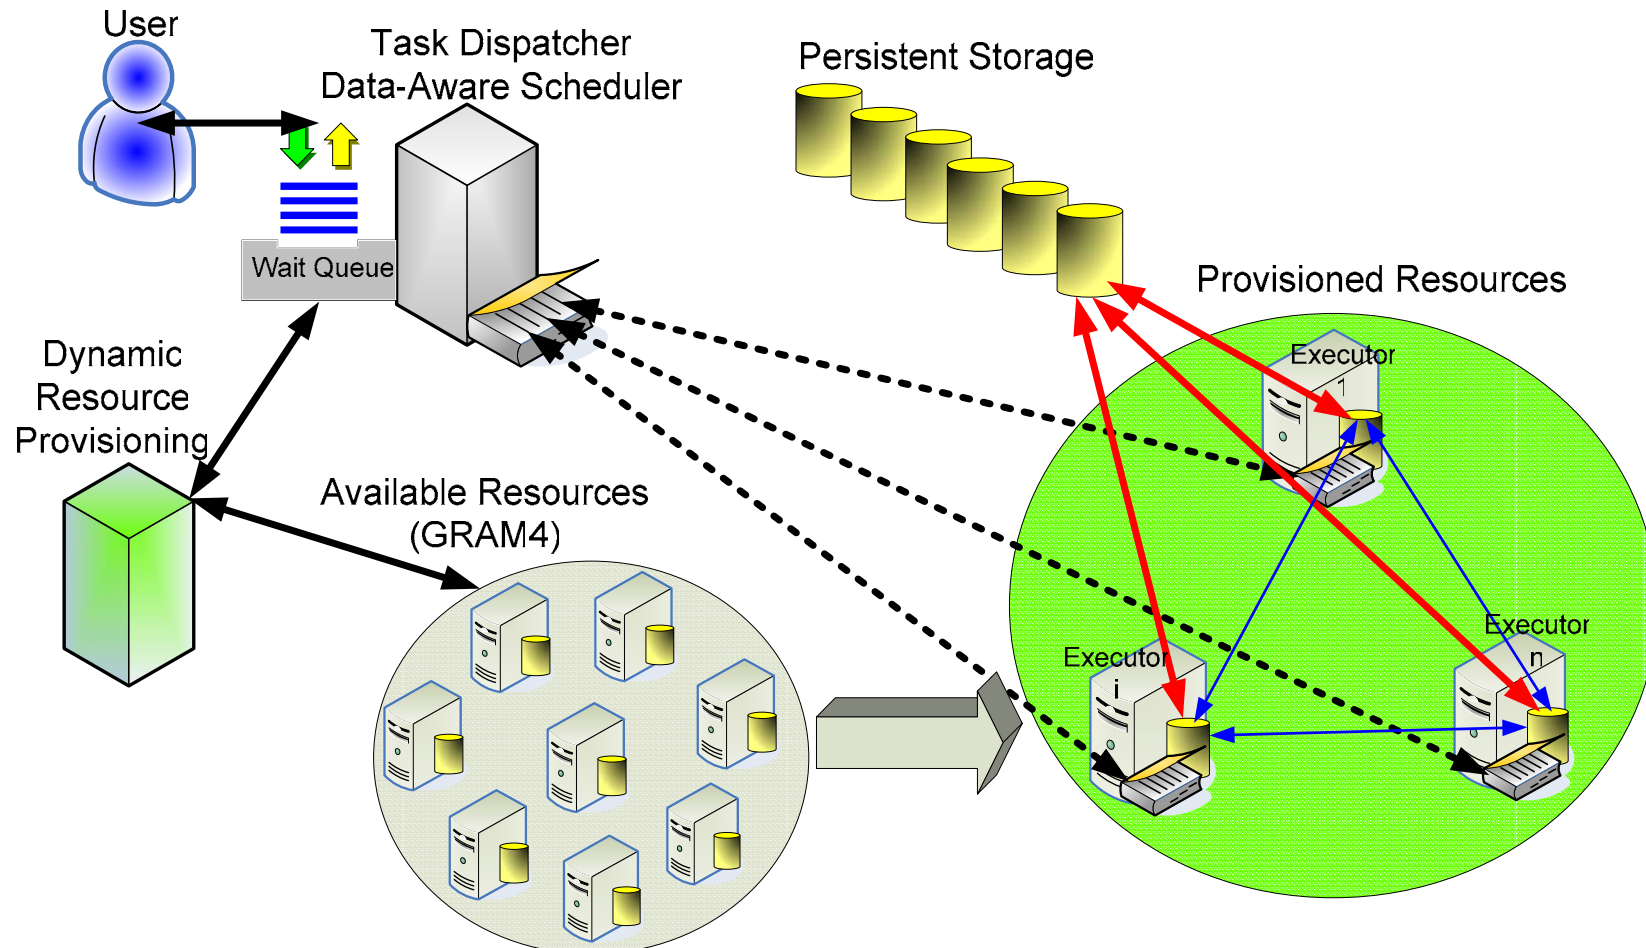 User
Task Dispatcher
Data-Aware Scheduler
Persistent Storage
Wait Queue
Provisioned Resources
Dynamic
Resource
Provisioning
Executor
1
Available Resources
(GRAM4)
Executor
i
Executor
n